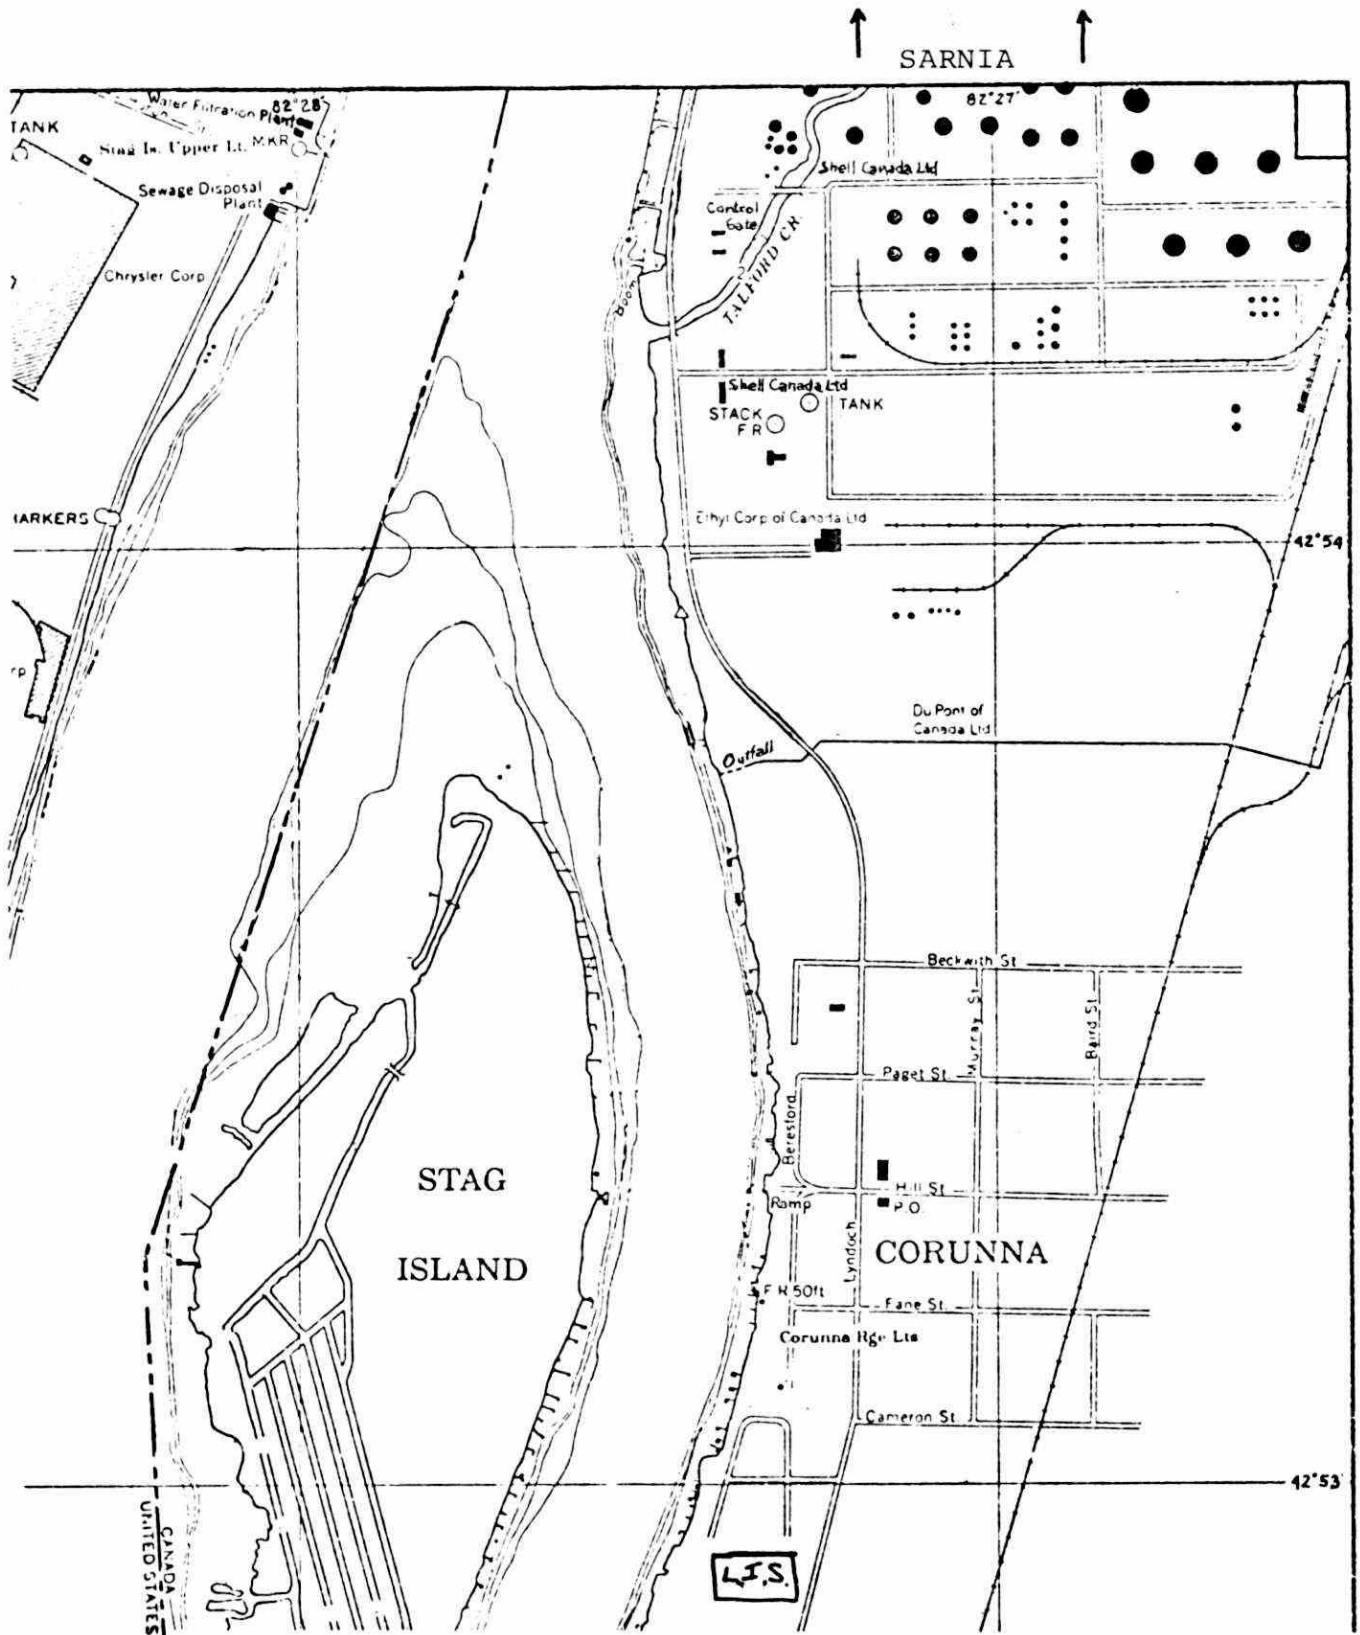 SARNIA
82°28'
82°27'
Water Filtration Plant
TANK
Stag Is. Upper Lt.
MKR
Sewage Disposal
Plant
Chrysler Corp
Shell Canada Ltd
Control
Gate
TALFORD CR.
Boom
Shell Canada Ltd
STACK
F R
TANK
MARKERS
Ethyl Corp of Canada Ltd
42°54'
rp
Du Pont of
Canada Ltd
Outfall
Beckwith St.
Murray St.
Baird St.
Paget St.
Beresford
STAG
ISLAND
Hill St.
P.O.
Ramp
Lyndoch
CORUNNA
F R 50ft
Fane St.
Corunna Rge Lts
Cameron St.
42°53'
CANADA
UNITED STATES
L.I.S.